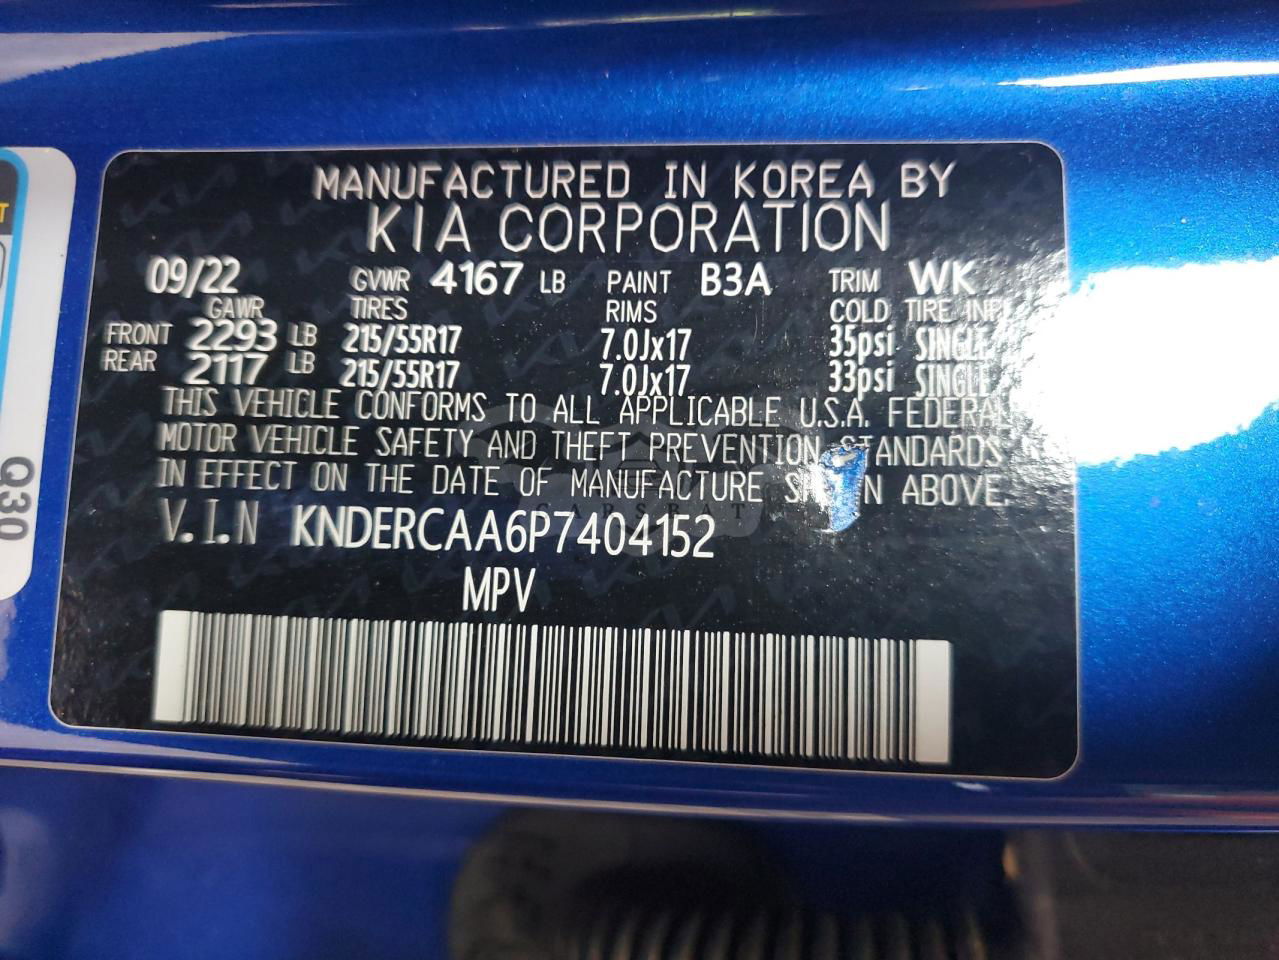 MANUFACTURED IN KOREA BY
KIA CORPORATION
09/22 GVWR 4167 LB PAINT B3A TRIM WK
GAWR TIRES RIMS COLD TIRE INFL
FRONT 2293 LB 215/55R17 7.0Jx17 35psi SINGLE
REAR 2117 LB 215/55R17 7.0Jx17 33psi SINGLE
THIS VEHICLE CONFORMS TO ALL APPLICABLE U.S.A. FEDERAL
MOTOR VEHICLE SAFETY AND THEFT PREVENTION STANDARDS
IN EFFECT ON THE DATE OF MANUFACTURE S N ABOVE.
V.I.N KNDERCAA6P7404152
MPV
Q30